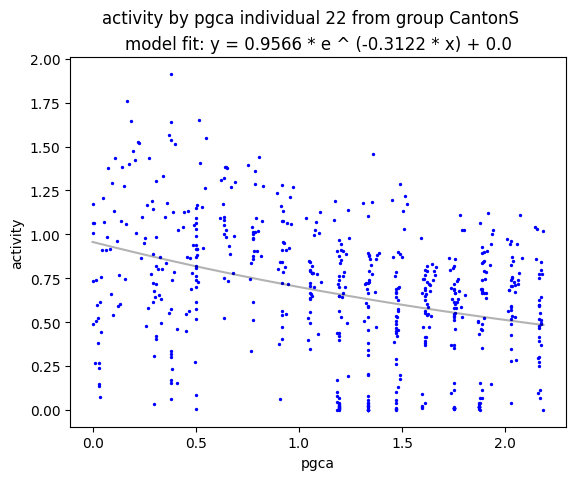 activity by pgca individual 22 from group CantonS
model fit: y = 0.9566 * e ^ (-0.3122 * x) + 0.0
2.00
1.75
1.50
1.25
1.00
0.75
0.50
0.25
0.00
activity
0.0 0.5 1.0 1.5 2.0
pgca